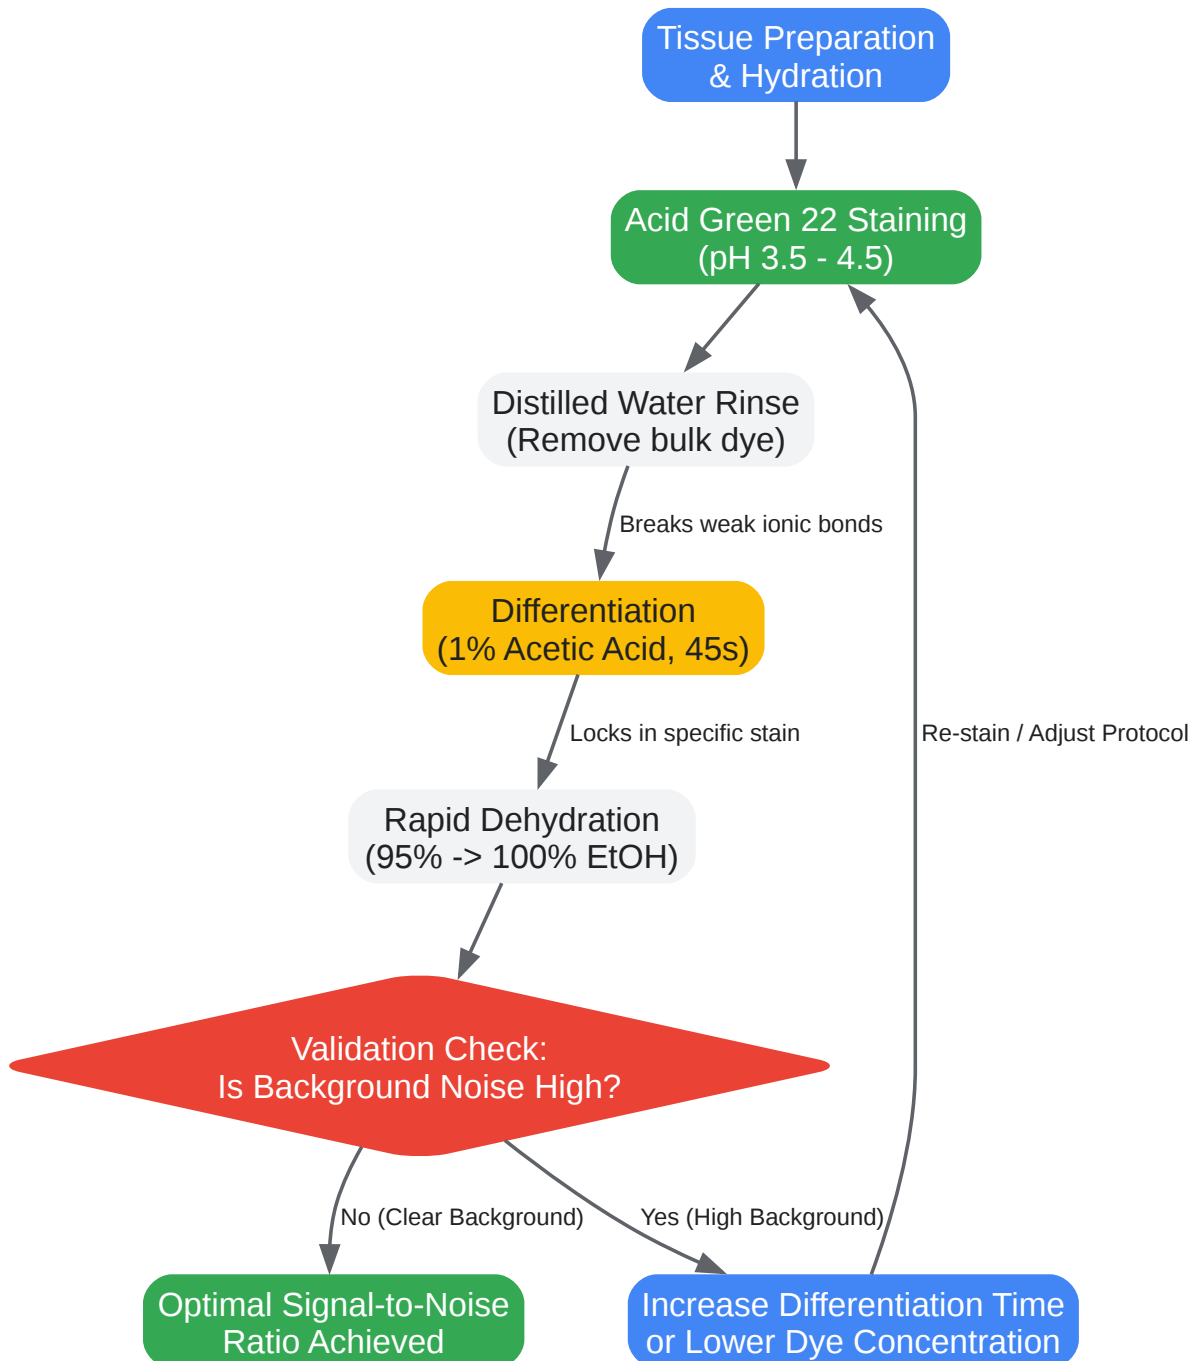 Tissue Preparation
& Hydration
Acid Green 22 Staining
(pH 3.5 - 4.5)
Distilled Water Rinse
(Remove bulk dye)
Breaks weak ionic bonds
Differentiation
(1% Acetic Acid, 45s)
Locks in specific stain
Re-stain / Adjust Protocol
Rapid Dehydration
(95% -> 100% EtOH)
Validation Check:
Is Background Noise High?
No (Clear Background)
Yes (High Background)
Optimal Signal-to-Noise
Ratio Achieved
Increase Differentiation Time
or Lower Dye Concentration